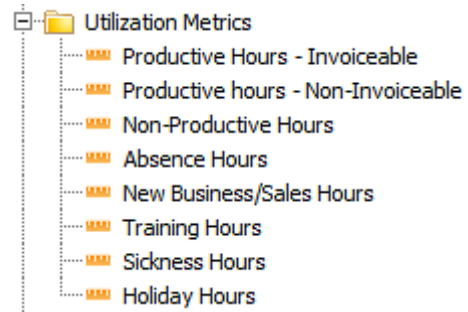 Utilization Metrics
Productive Hours - Invoiceable
Productive hours - Non-Invoiceable
Non-Productive Hours
Absence Hours
New Business/Sales Hours
Training Hours
Sickness Hours
Holiday Hours